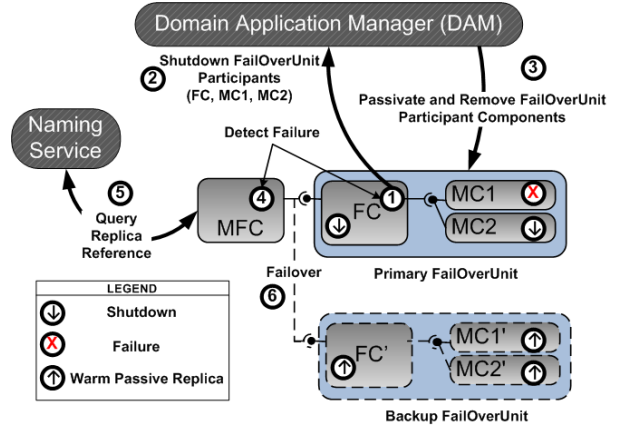 Domain Application Manager (DAM)
2
Shutdown FailOverUnit
Participants
(FC, MC1, MC2)
3
Passivate and Remove FailOverUnit
Participant Components
Naming
Service
Detect Failure
5
Query
Replica
Reference
4
MFC
1
FC
MC1
X
MC2
Primary FailOverUnit
Failover
6
LEGEND
Shutdown
X
Failure
Warm Passive Replica
FC'
MC1'
MC2'
Backup FailOverUnit